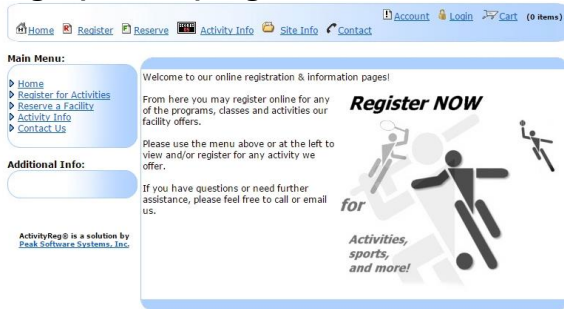 Home Register Reserve Activity Info Site Info Contact
Account Login Cart (0 items)
Main Menu:
Home
Register for Activities
Reserve a Facility
Activity Info
Contact Us
Additional Info:
ActivityReg® is a solution by
Peak Software Systems, Inc.
Welcome to our online registration & information pages!
From here you may register online for any
of the programs, classes and activities our
facility offers.
Please use the menu above or at the left to
view and/or register for any activity we
offer.
If you have questions or need further
assistance, please feel free to call or email
us.
Register NOW
for
Activities,
sports,
and more!